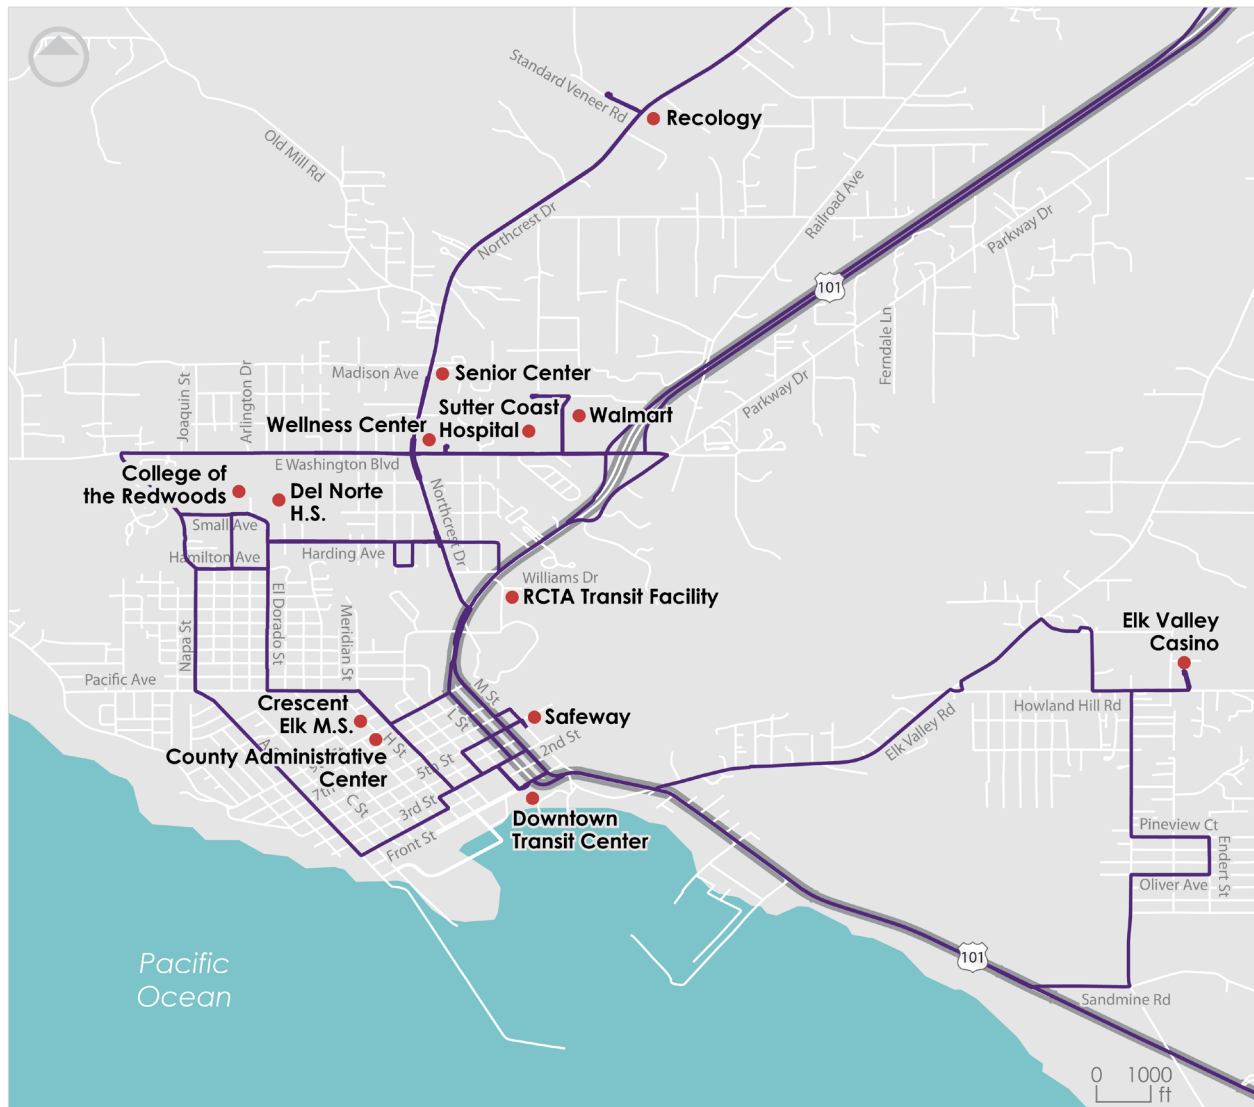 Standard Veneer Rd
Recology
Old Mill Rd
Railroad Ave
Northcrest Dr
Parkway Dr
101
Ferndale Ln
Madison Ave
Senior Center
Joaquin St
Arlington Dr
Parkway Dr
Sutter Coast
Hospital
Walmart
Wellness Center
E Washington Blvd
College of
the Redwoods
Del Norte
H.S.
Northcrest Dr
Small Ave
Hamilton Ave
Harding Ave
Williams Dr
RCTA Transit Facility
El Dorado St
Meridian St
Napa St
Elk Valley
Casino
Pacific Ave
M St
L St
Crescent
Elk M.S.
Safeway
Howland Hill Rd
H St
2nd St
Elk Valley Rd
County Administrative
Center
5th St
7th
C St
3rd St
Front St
Downtown
Transit Center
Pineview Ct
Endert St
Oliver Ave
Pacific
Ocean
101
Sandmine Rd
0 1000
ft